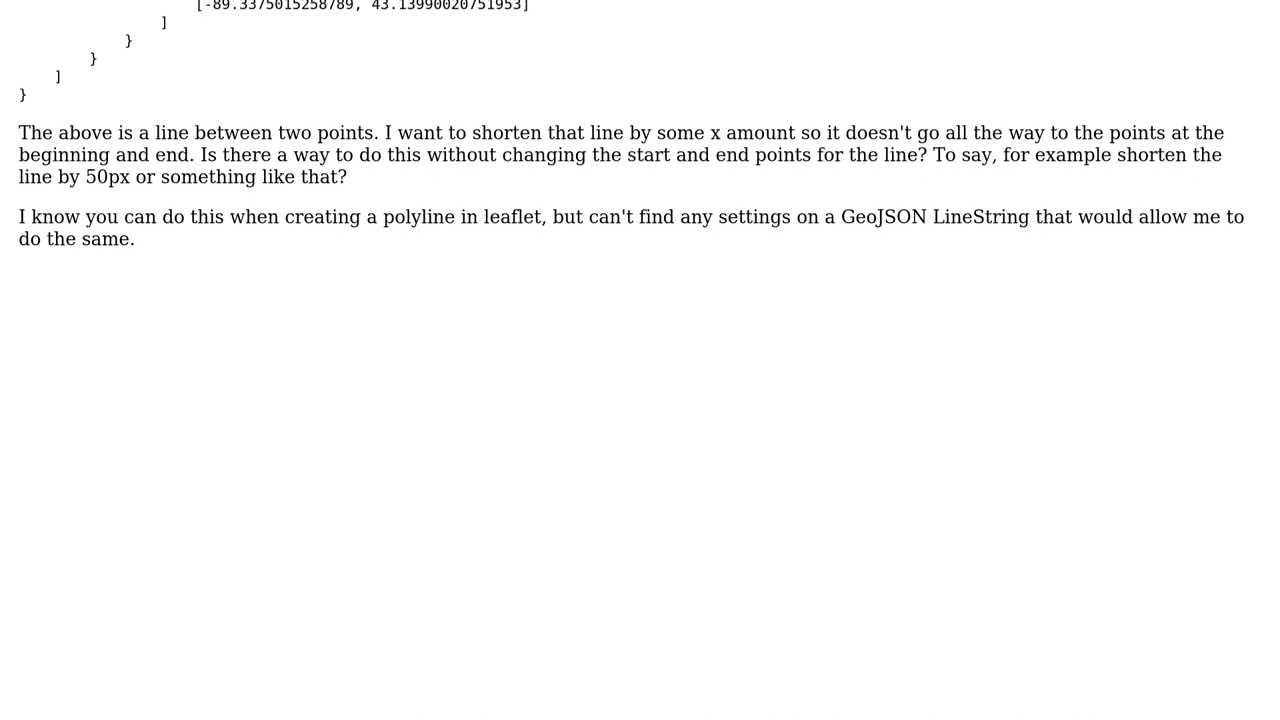 [-89.3375015258789, 43.13990020751953]
]
}
}
]
}
The above is a line between two points. I want to shorten that line by some x amount so it doesn't go all the way to the points at the
beginning and end. Is there a way to do this without changing the start and end points for the line? To say, for example shorten the
line by 50px or something like that?
I know you can do this when creating a polyline in leaflet, but can't find any settings on a GeoJSON LineString that would allow me to
do the same.